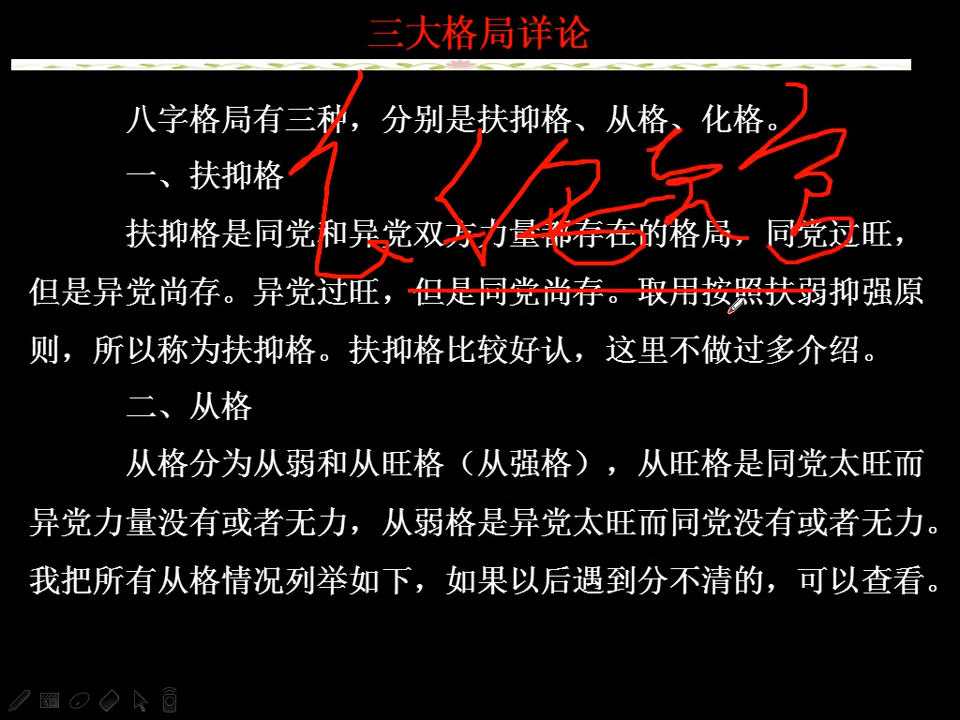 三大格局详论
八字格局有三种，分别是扶抑格、从格、化格。
一、扶抑格
扶抑格是同党和异党双方力量都存在的格局，同党过旺，
但是异党尚存。异党过旺，但是同党尚存。取用按照扶弱抑强原
则，所以称为扶抑格。扶抑格比较好认，这里不做过多介绍。
二、从格
从格分为从弱和从旺格（从强格），从旺格是同党太旺而
异党力量没有或者无力，从弱格是异党太旺而同党没有或者无力。
我把所有从格情况列举如下，如果以后遇到分不清的，可以查看。